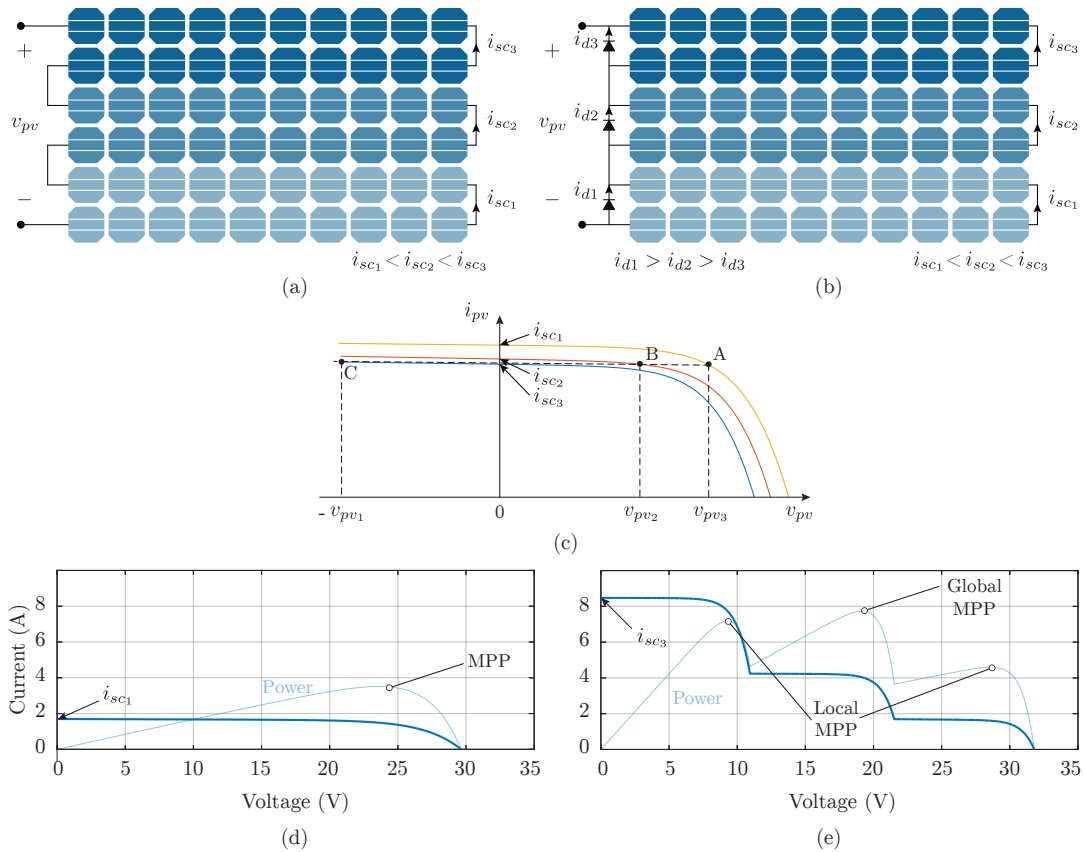 +
v_pv
−
i_sc3
i_sc2
i_sc1
i_sc1 < i_sc2 < i_sc3
(a)
+
v_pv
−
i_d3
i_d2
i_d1
i_sc3
i_sc2
i_sc1
i_d1 > i_d2 > i_d3
i_sc1 < i_sc2 < i_sc3
(b)
i_pv
i_sc1
B
A
C
i_sc2
i_sc3
- v_pv1
0
v_pv2
v_pv3
v_pv
(c)
Current (A)
8
6
4
2
0
i_sc1
Power
MPP
0 5 10 15 20 25 30 35
Voltage (V)
(d)
8
6
4
2
0
i_sc3
Power
Global
MPP
Local
MPP
0 5 10 15 20 25 30 35
Voltage (V)
(e)